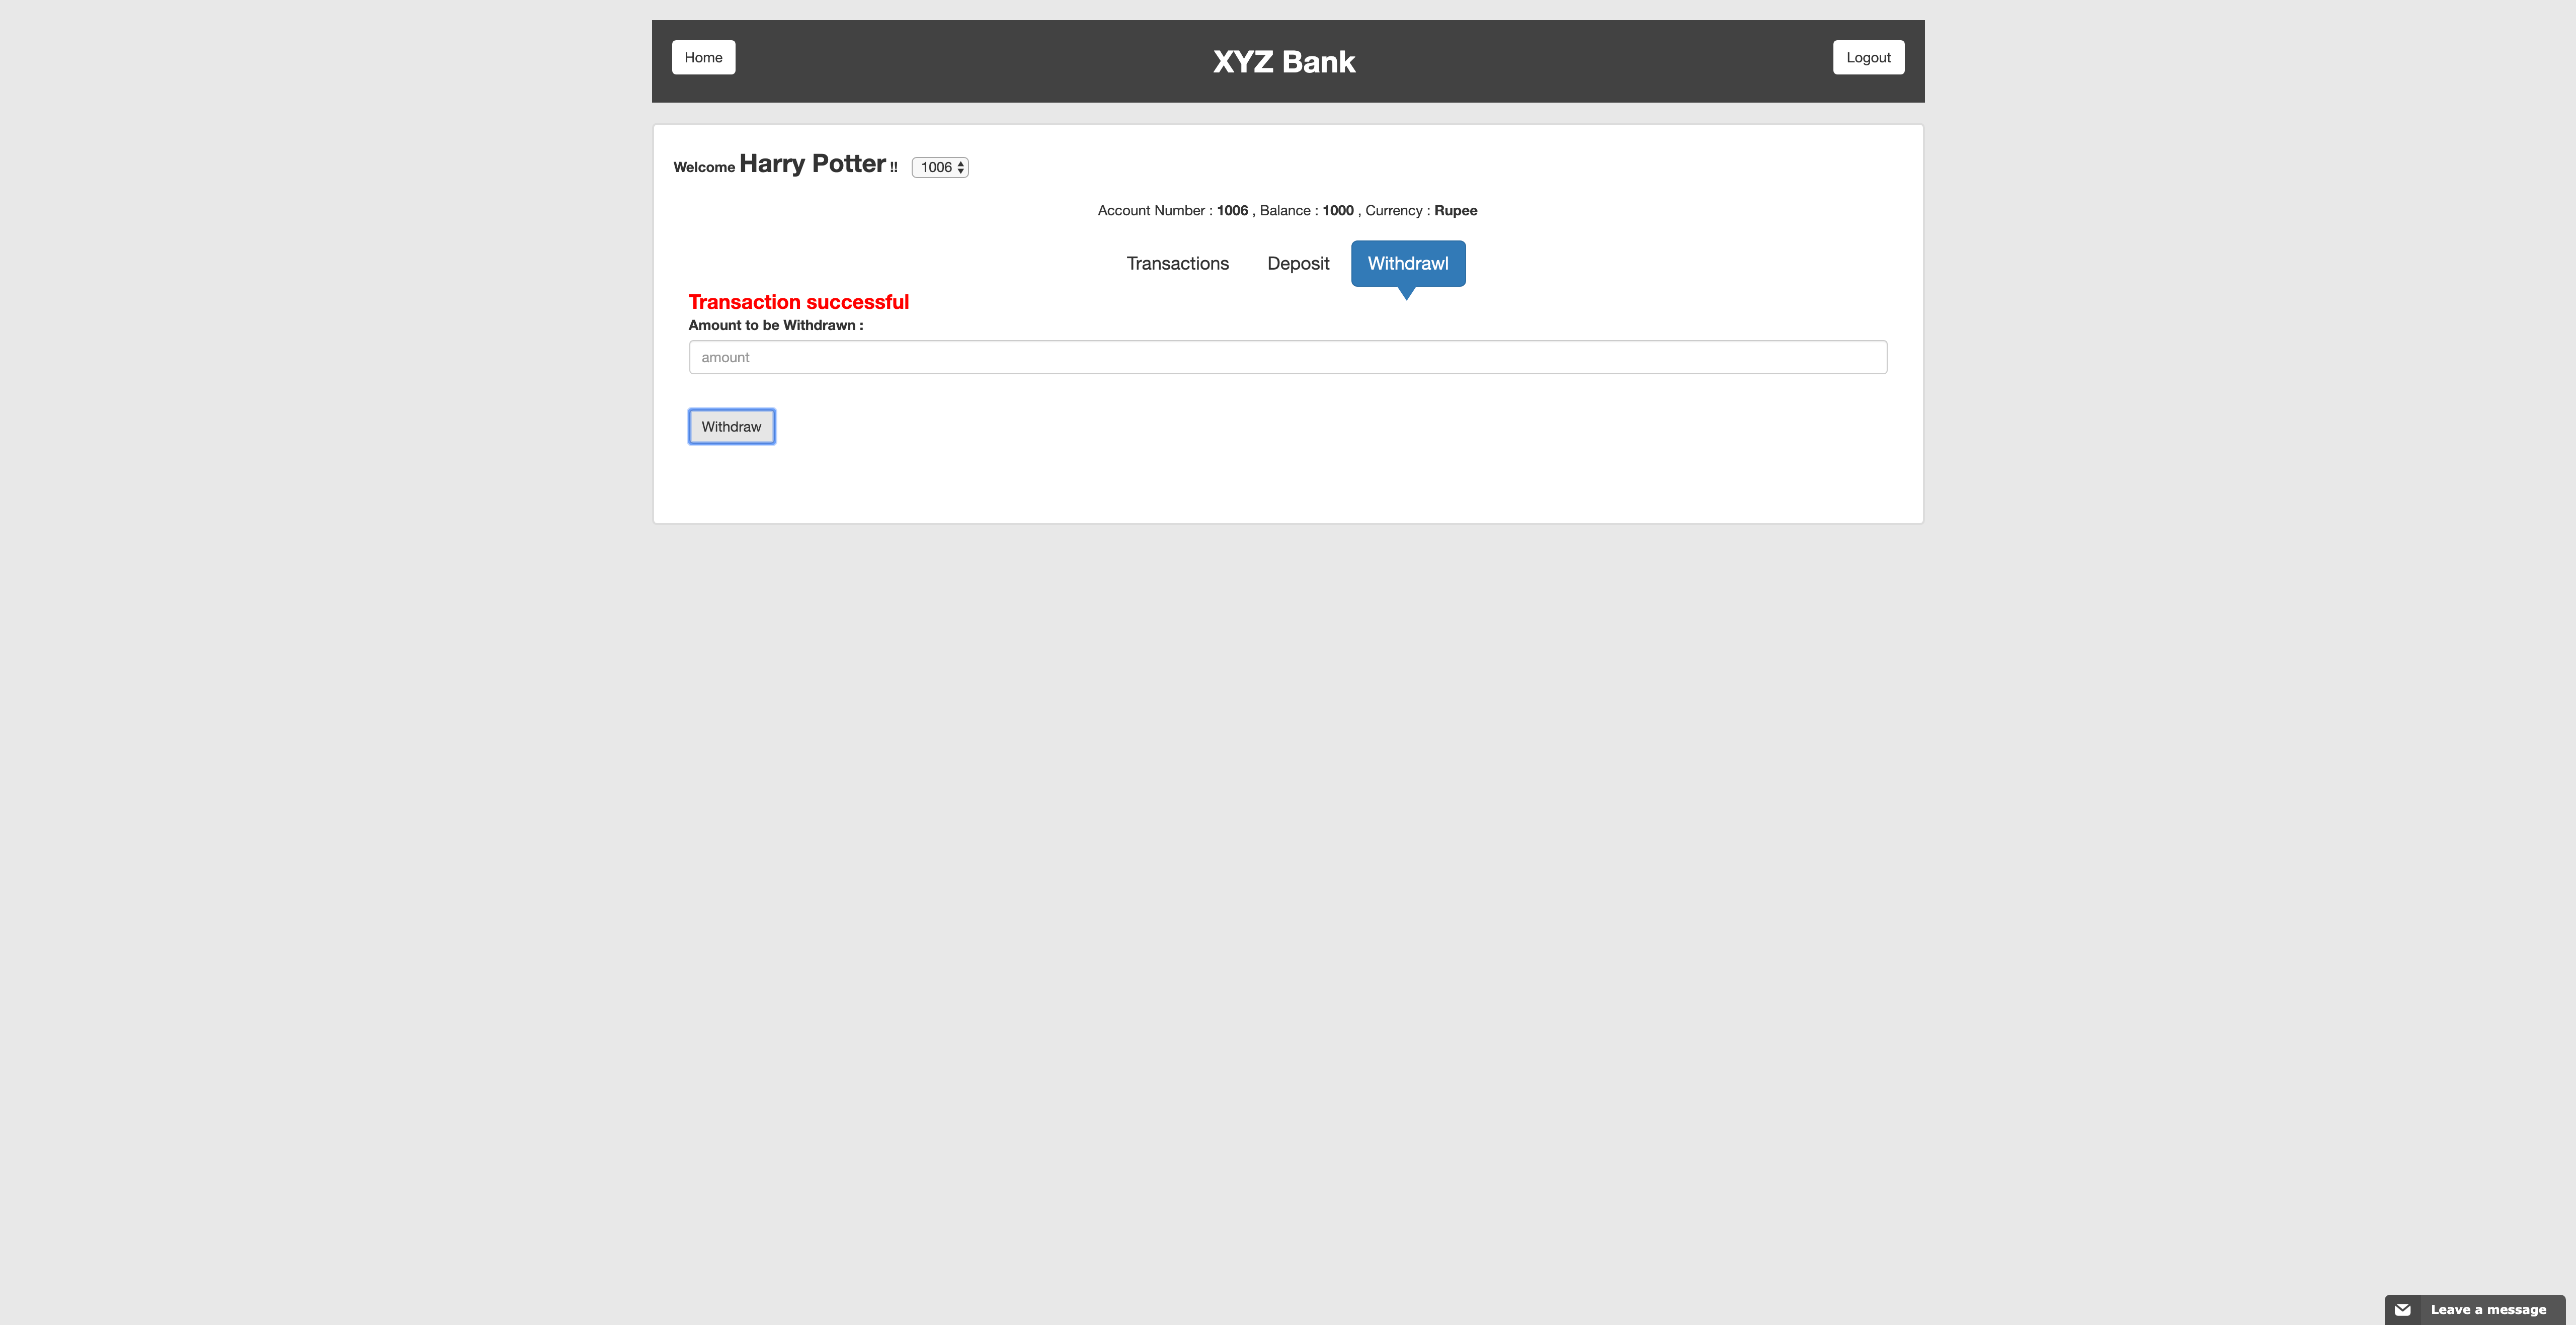 Home
XYZ Bank
Logout
Welcome Harry Potter !! 1006
Account Number : 1006 , Balance : 1000 , Currency : Rupee
Transactions
Deposit
Withdrawl
Transaction successful
Amount to be Withdrawn :
amount
Withdraw
Leave a message